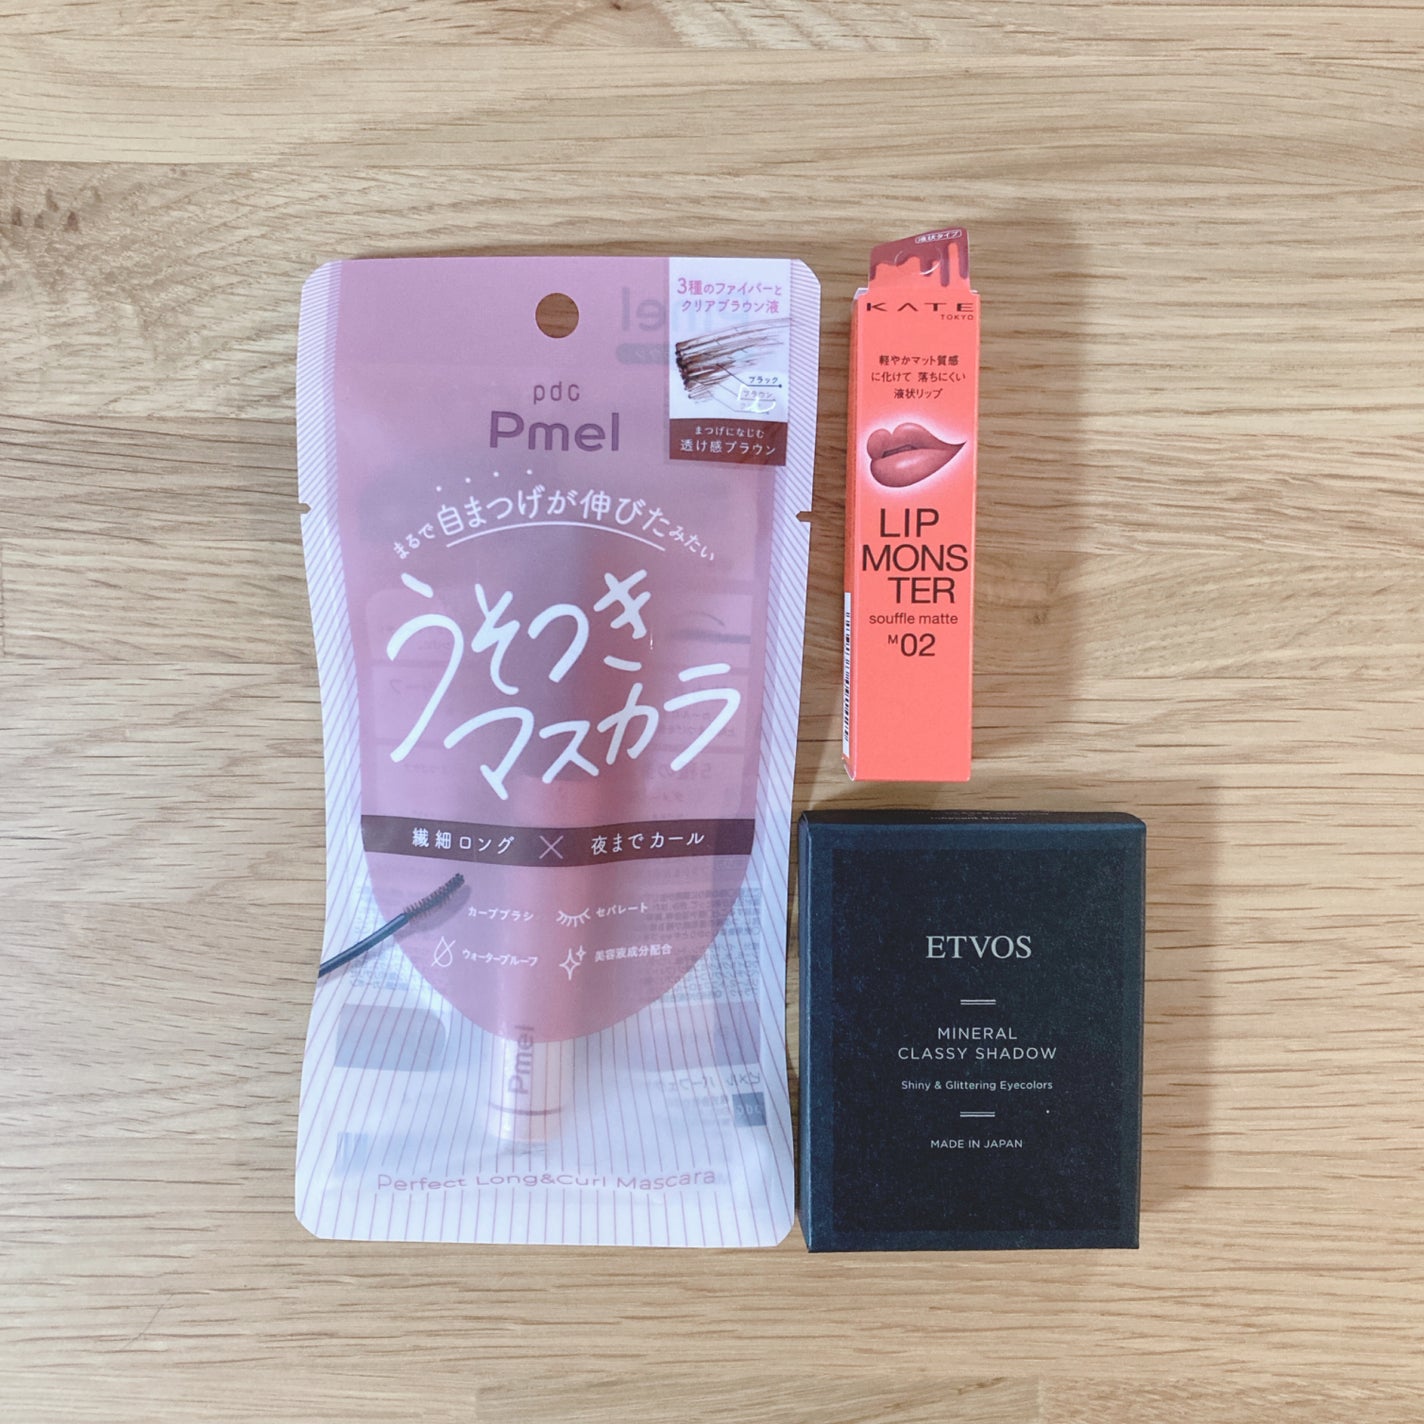 pdc
Pmel
3種のファイバーと
クリアブラウン液
ブラック
ブラウン
まつげになじむ
透け感ブラウン
まるで自まつげが伸びたみたい
うそつき
マスカラ
繊細ロング × 夜までカール
カーブブラシ
セパレート
ウォータープルーフ
美容液成分配合
Pmel
Perfect Long&Curl Mascara
液状タイプ
KATE
TOKYO
軽やかマット質感
に化けて 落ちにくい
液状リップ
LIP
MONS
TER
souffle matte
M02
ETVOS
MINERAL
CLASSY SHADOW
Shiny & Glittering Eyecolors
MADE IN JAPAN